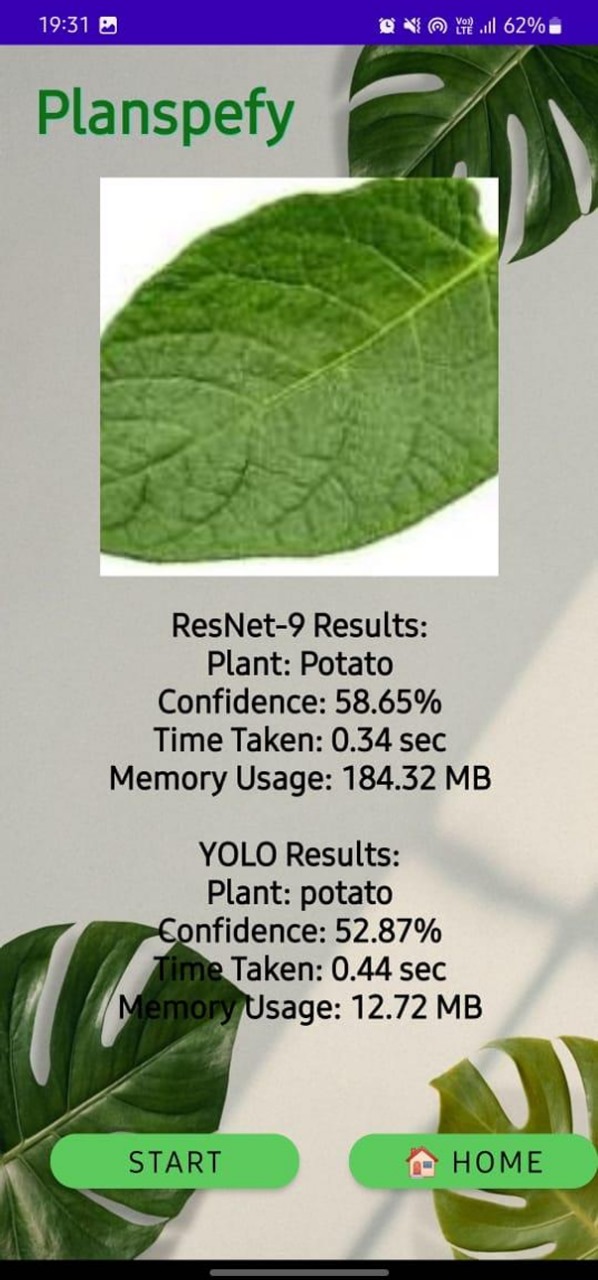 19:31 Vo) LTE 62%
Planspefy
ResNet-9 Results:
Plant: Potato
Confidence: 58.65%
Time Taken: 0.34 sec
Memory Usage: 184.32 MB
YOLO Results:
Plant: potato
Confidence: 52.87%
Time Taken: 0.44 sec
Memory Usage: 12.72 MB
START
HOME